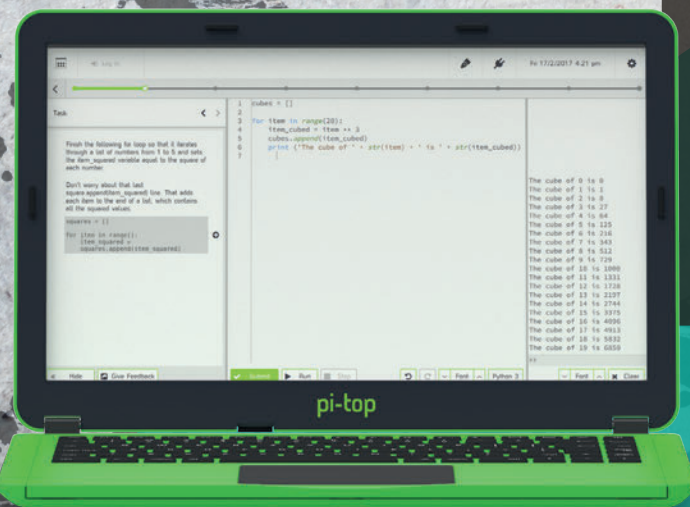 Log In
Fri 17/2/2017 4:21 pm
Task
Finish the following for loop so that it iterates
through a list of numbers from 1 to 5 and sets
the item_squared variable equal to the square of
each number.
Don't worry about that last
square.append(item_squared) line. That adds
each item to the end of a list, which contains
all the squared values.
squares = []
for item in range():
item_squared =
squares.append(item_squared)
Hide
Give Feedback
1 cubes = []
2
3 for item in range(20):
4 item_cubed = item ** 3
5 cubes.append(item_cubed)
6 print ('The cube of ' + str(item) + ' is ' + str(item_cubed))
7
Submit
Run
Stop
Font
Python 3
The cube of 0 is 0
The cube of 1 is 1
The cube of 2 is 8
The cube of 3 is 27
The cube of 4 is 64
The cube of 5 is 125
The cube of 6 is 216
The cube of 7 is 343
The cube of 8 is 512
The cube of 9 is 729
The cube of 10 is 1000
The cube of 11 is 1331
The cube of 12 is 1728
The cube of 13 is 2197
The cube of 14 is 2744
The cube of 15 is 3375
The cube of 16 is 4096
The cube of 17 is 4913
The cube of 18 is 5832
The cube of 19 is 6859
>>
Font
Clear
pi-top